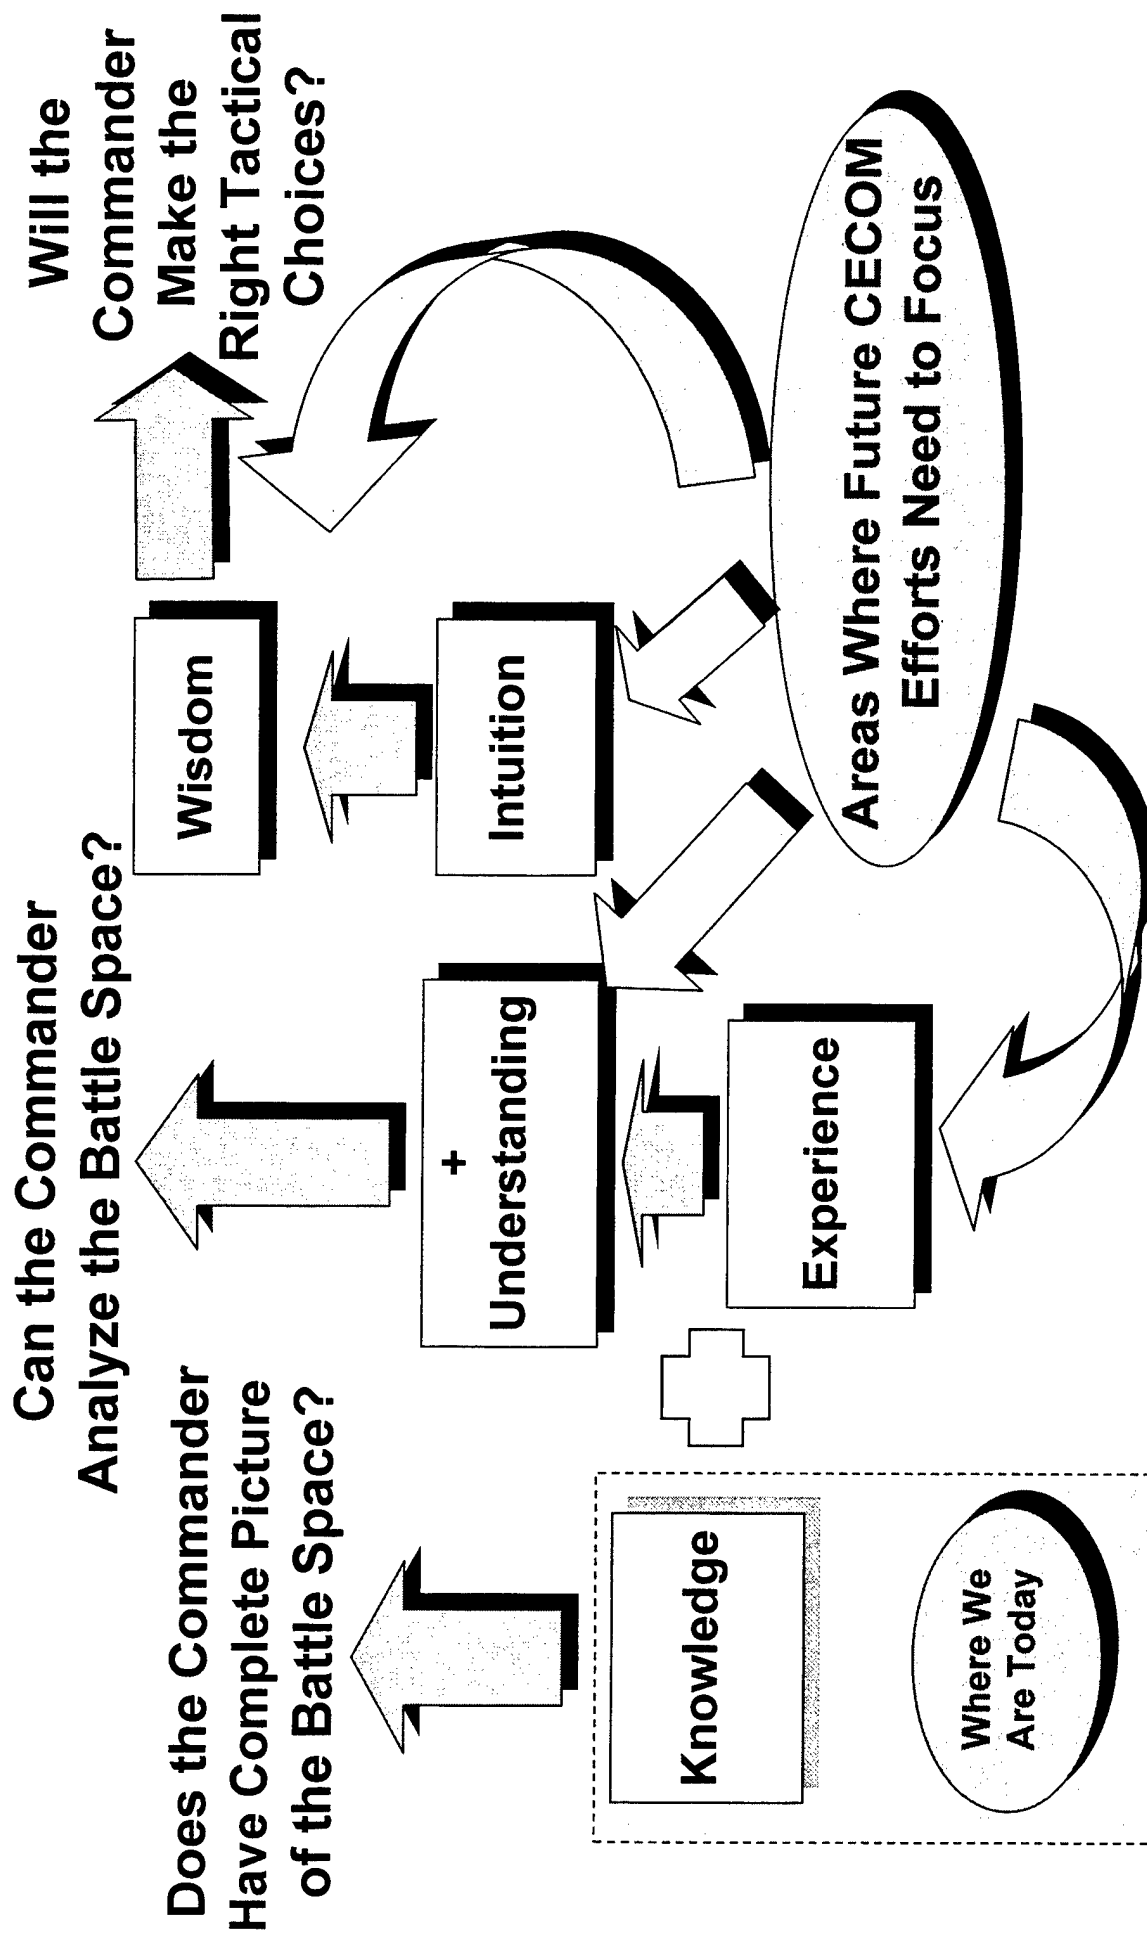 Does the Commander
Have Complete Picture
of the Battle Space?
Can the Commander
Analyze the Battle Space?
Will the
Commander
Make the
Right Tactical
Choices?
Knowledge
Where We
Are Today
+
Understanding
Experience
Wisdom
Intuition
Areas Where Future CECOM
Efforts Need to Focus